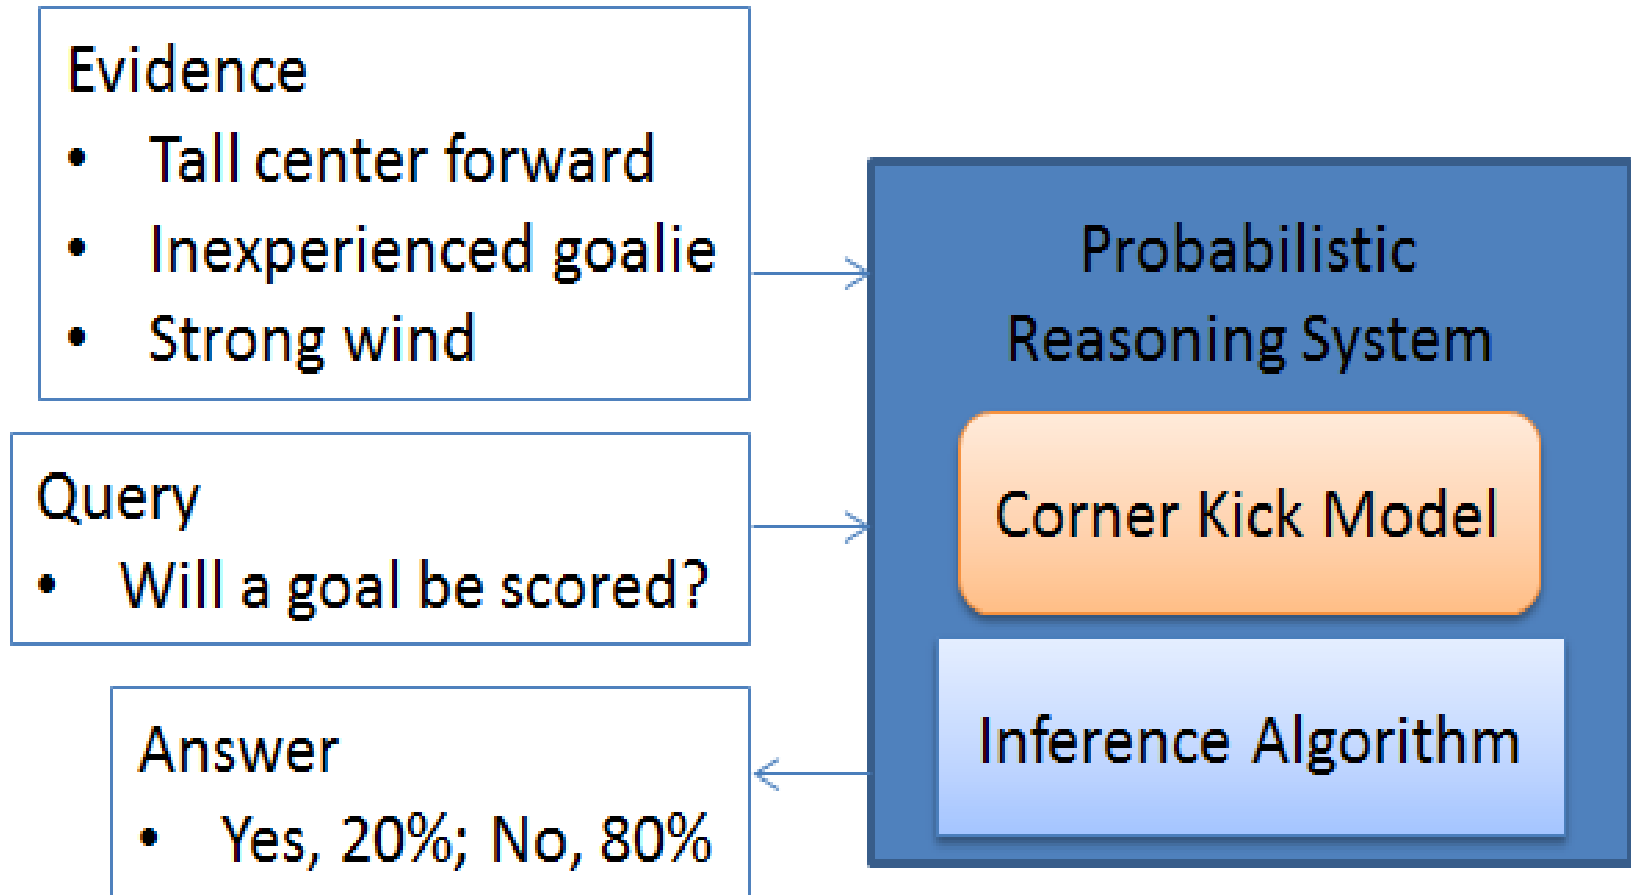 Evidence
• Tall center forward
• Inexperienced goalie
• Strong wind
Query
• Will a goal be scored?
Answer
• Yes, 20%; No, 80%
Probabilistic
Reasoning System
Corner Kick Model
Inference Algorithm